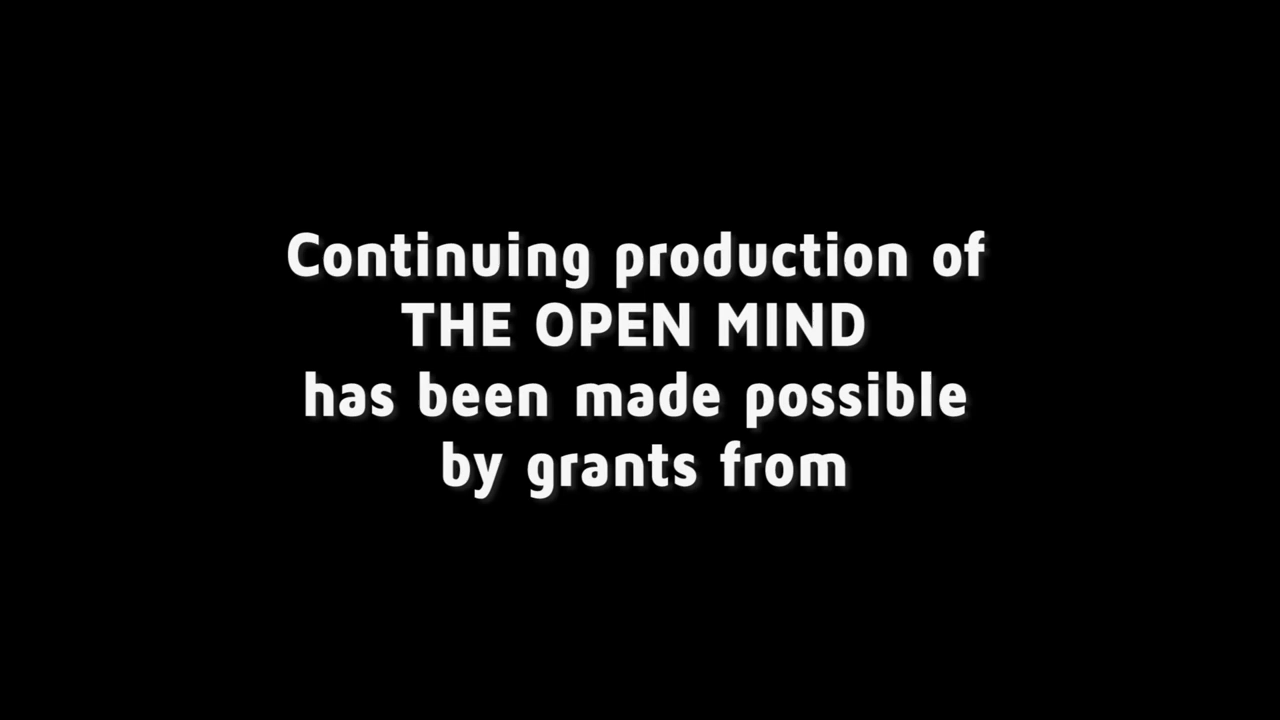 Continuing production of
THE OPEN MIND
has been made possible
by grants from